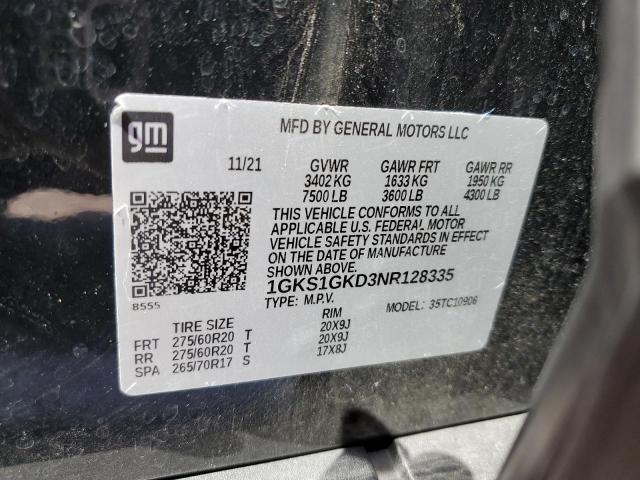 gm
MFD BY GENERAL MOTORS LLC
11/21 GVWR GAWR FRT GAWR RR
3402 KG 1633 KG 1950 KG
7500 LB 3600 LB 4300 LB
THIS VEHICLE CONFORMS TO ALL
APPLICABLE U.S. FEDERAL MOTOR
VEHICLE SAFETY STANDARDS IN EFFECT
ON THE DATE OF MANUFACTURE
SHOWN ABOVE.
1GKS1GKD3NR128335
8555
TYPE: M.P.V. MODEL: 35TC10906
TIRE SIZE RIM
FRT 275/60R20 T 20X9J
RR 275/60R20 T 20X9J
SPA 265/70R17 S 17X8J